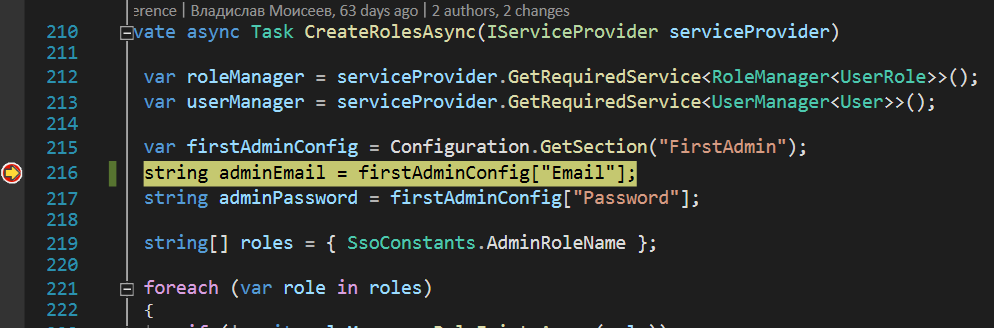 erence | Владислав Моисеев, 63 days ago | 2 authors, 2 changes
210 vate async Task CreateRolesAsync(IServiceProvider serviceProvider)
211
212 var roleManager = serviceProvider.GetRequiredService<RoleManager<UserRole>>();
213 var userManager = serviceProvider.GetRequiredService<UserManager<User>>();
214
215 var firstAdminConfig = Configuration.GetSection("FirstAdmin");
216 string adminEmail = firstAdminConfig["Email"];
217 string adminPassword = firstAdminConfig["Password"];
218
219 string[] roles = { SsoConstants.AdminRoleName };
220
221 foreach (var role in roles)
222 {